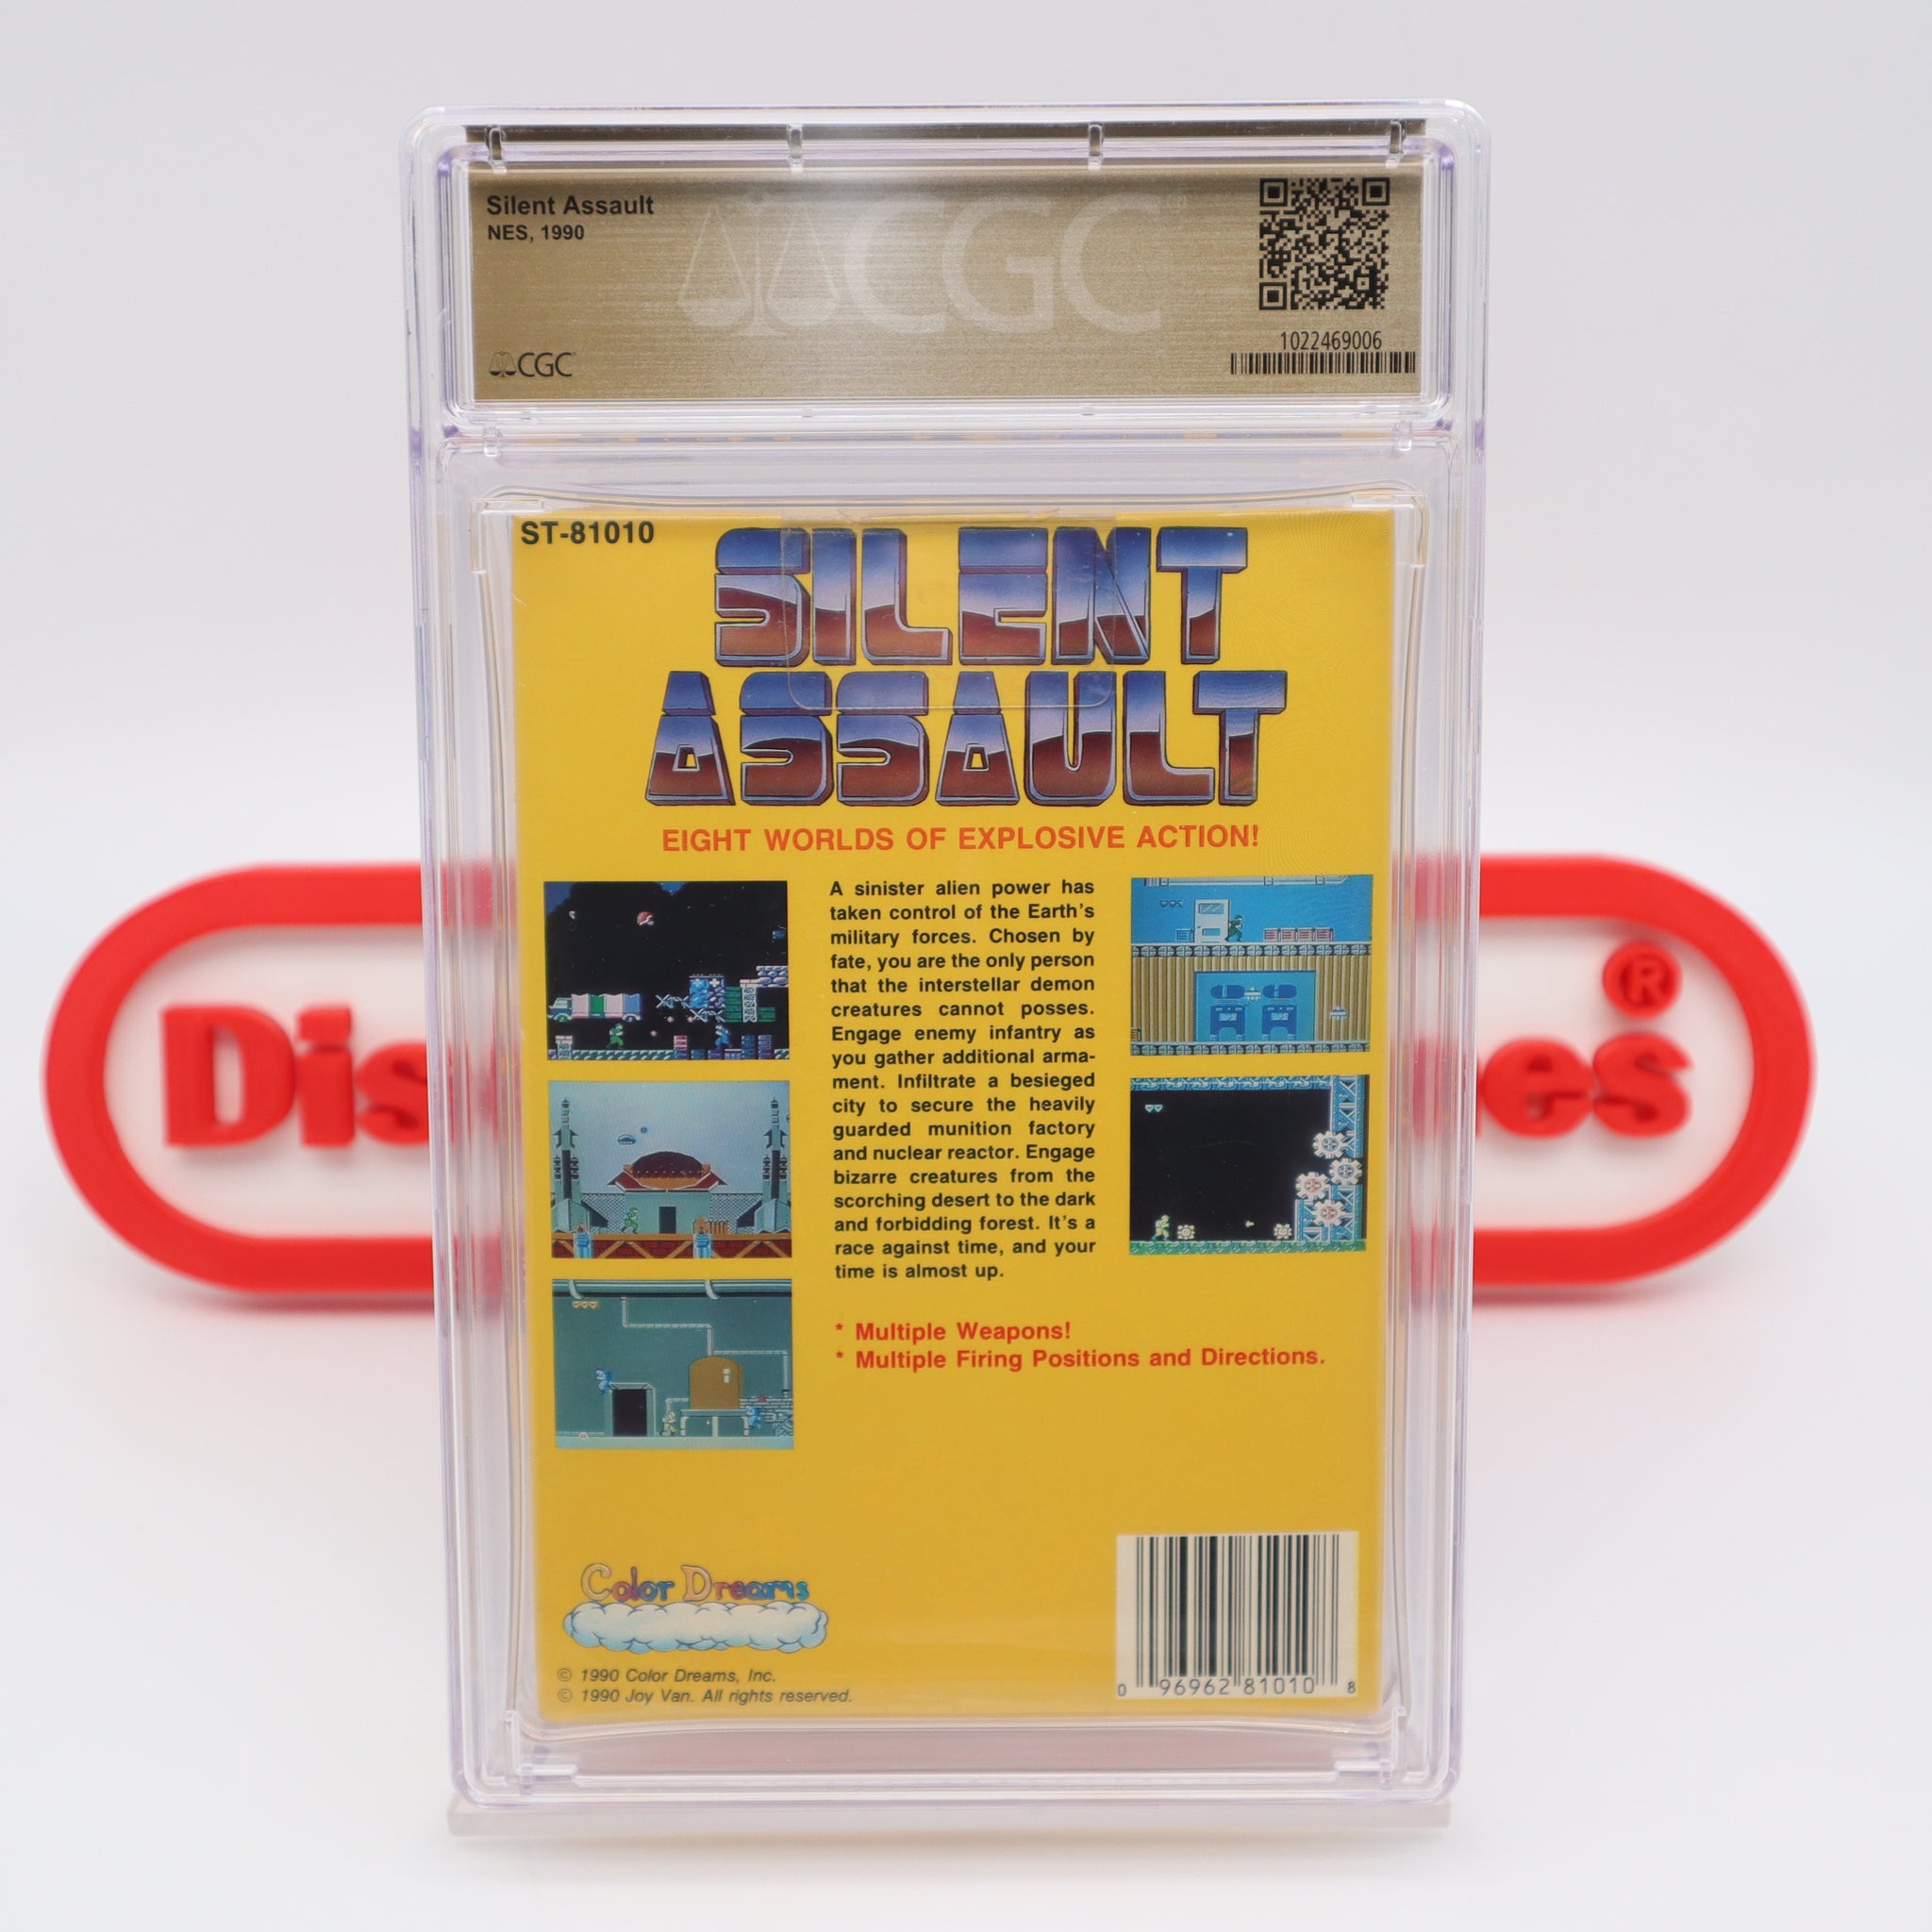 Silent Assault
NES, 1990
CGC
CGC
1022469006
ST-81010
SILENT
ASSAULT
EIGHT WORLDS OF EXPLOSIVE ACTION!
A sinister alien power has
taken control of the Earth's
military forces. Chosen by
fate, you are the only person
that the interstellar demon
creatures cannot posses.
Engage enemy infantry as
you gather additional arma-
ment. Infiltrate a besieged
city to secure the heavily
guarded munition factory
and nuclear reactor. Engage
bizarre creatures from the
scorching desert to the dark
and forbidding forest. It's a
race against time, and your
time is almost up.
* Multiple Weapons!
* Multiple Firing Positions and Directions.
Color Dreams
© 1990 Color Dreams, Inc.
© 1990 Joy Van. All rights reserved.
0 96962 81010 8
Dis
es
®